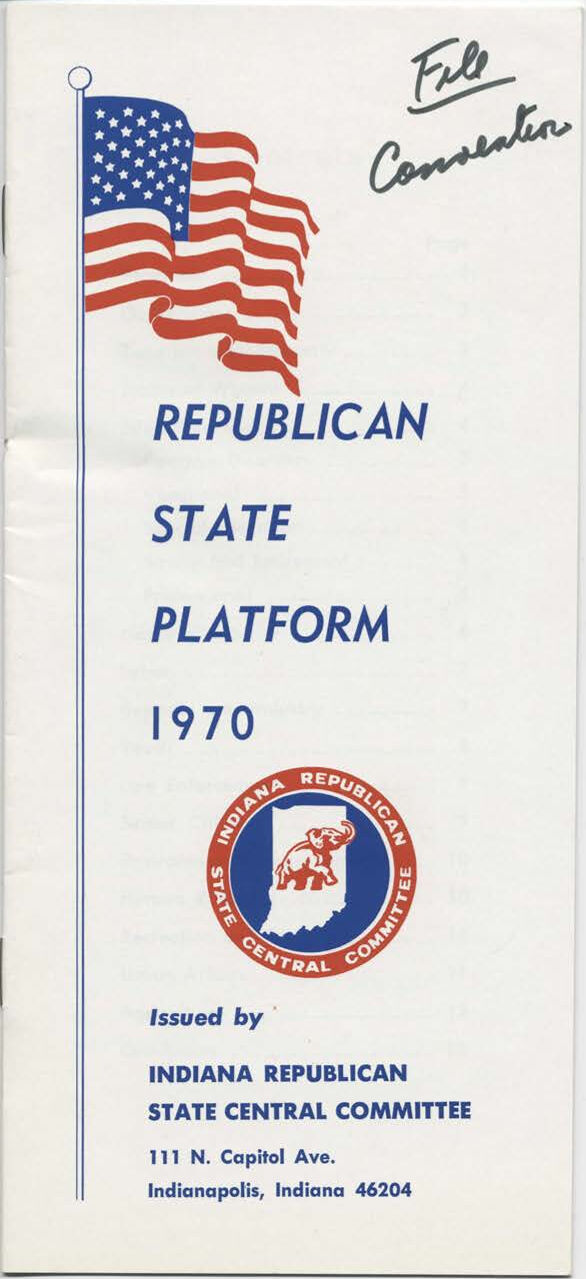 File
Convention
REPUBLICAN
STATE
PLATFORM
1970
INDIANA REPUBLICAN
STATE CENTRAL COMMITTEE
Issued by
INDIANA REPUBLICAN
STATE CENTRAL COMMITTEE
111 N. Capitol Ave.
Indianapolis, Indiana 46204